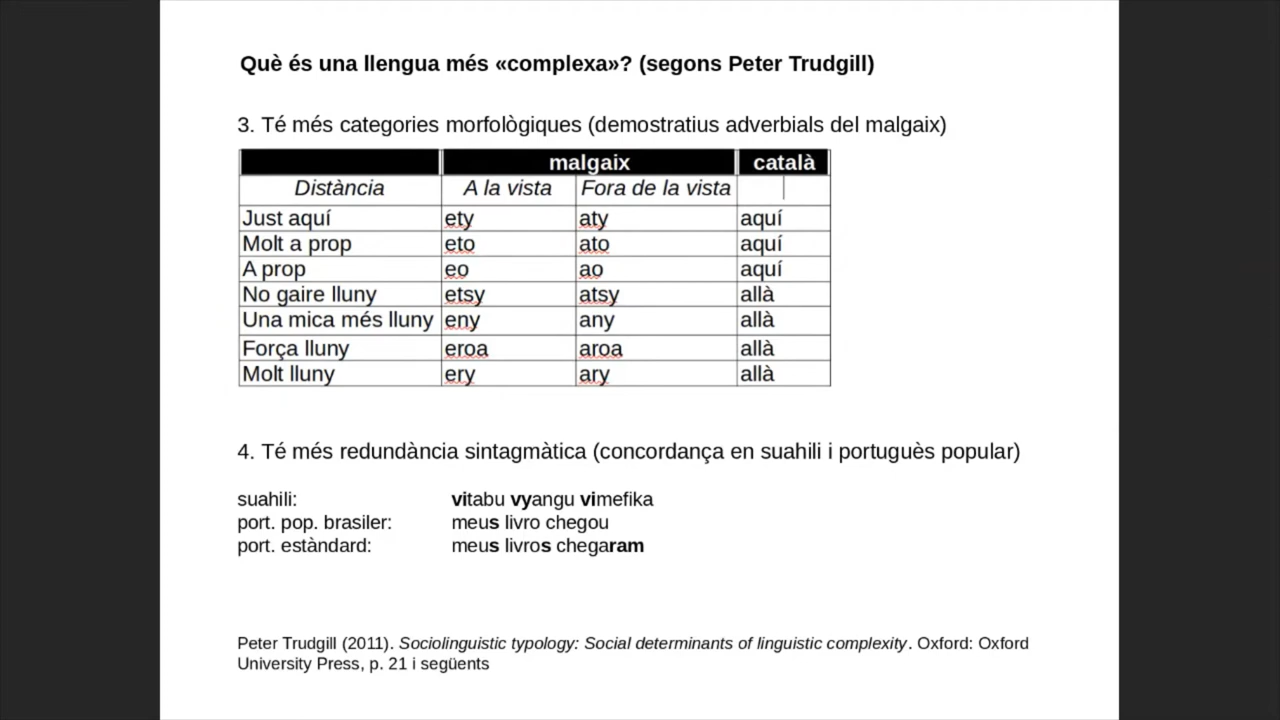 Què és una llengua més «complexa»? (segons Peter Trudgill)
3. Té més categories morfològiques (demostratius adverbials del malgaix)
malgaix català
Distància A la vista Fora de la vista
Just aquí ety aty aquí
Molt a prop eto ato aquí
A prop eo ao aquí
No gaire lluny etsy atsy allà
Una mica més lluny eny any allà
Força lluny eroa aroa allà
Molt lluny ery ary allà
4. Té més redundància sintagmàtica (concordança en suahili i portuguès popular)
suahili: vitabu vyangu vimefika
port. pop. brasiler: meus livro chegou
port. estàndard: meus livros chegaram
Peter Trudgill (2011). Sociolinguistic typology: Social determinants of linguistic complexity. Oxford: Oxford
University Press, p. 21 i següents